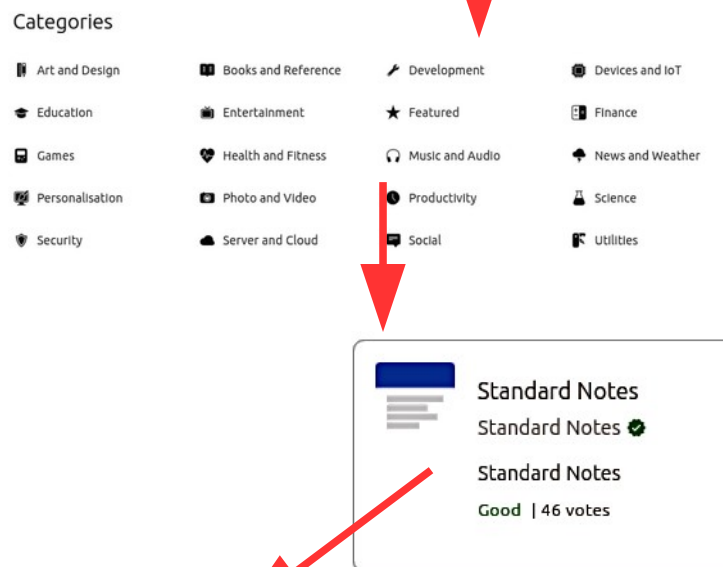 Categories
Art and Design Books and Reference Development Devices and IoT
Education Entertainment Featured Finance
Games Health and Fitness Music and Audio News and Weather
Personalisation Photo and Video Productivity Science
Security Server and Cloud Social Utilities
Standard Notes
Standard Notes
Standard Notes
Good | 46 votes